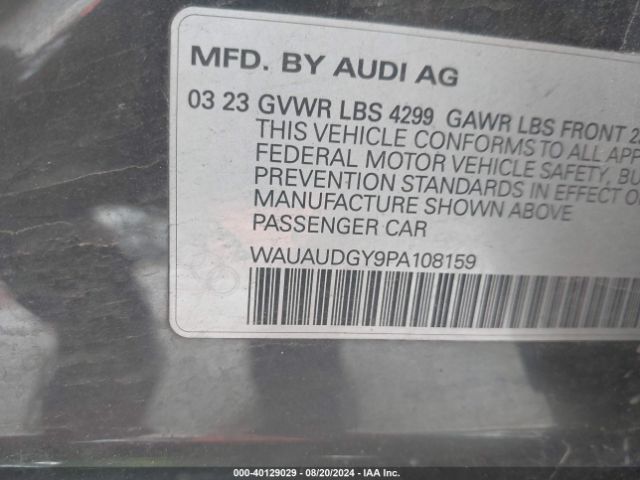 MFD. BY AUDI AG
03 23 GVWR LBS 4299 GAWR LBS FRONT
THIS VEHICLE CONFORMS TO ALL
FEDERAL MOTOR VEHICLE SAFETY,
PREVENTION STANDARDS IN EFFECT
MANUFACTURE SHOWN ABOVE
PASSENGER CAR
WAUAUDGY9PA108159
000-40129029 - 08/20/2024 - IAA Inc.